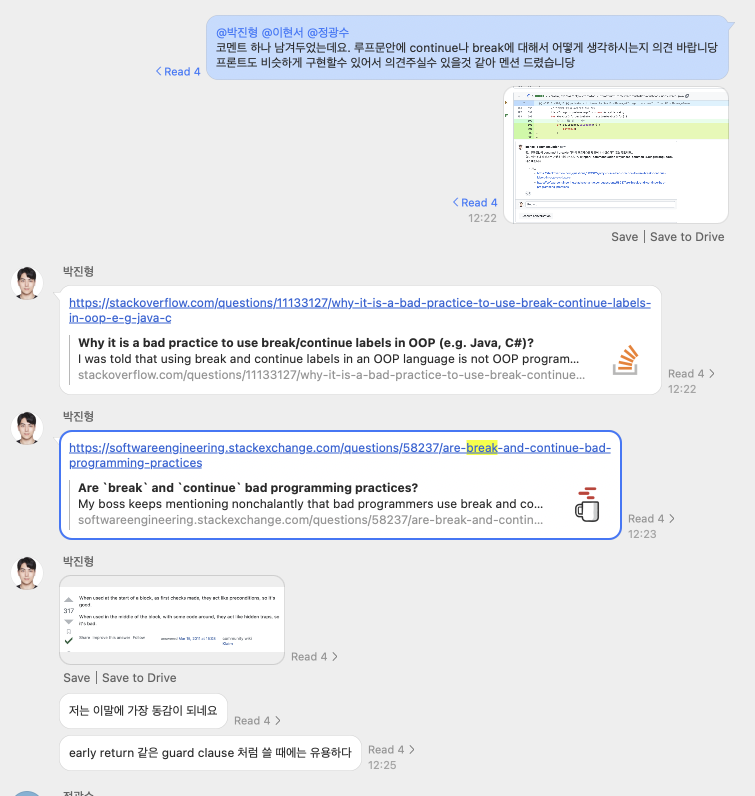 @박진형 @이현서 @정광수
코멘트 하나 남겨두었는데요. 루프문안에 continue나 break에 대해서 어떻게 생각하시는지 의견 바랍니당
프론트도 비슷하게 구현할수 있어서 의견주실수 있을것 같아 멘션 드렸습니당
Read 4
Read 4
12:22
Save | Save to Drive
박진형
https://stackoverflow.com/questions/11133127/why-it-is-a-bad-practice-to-use-break-continue-labels-
in-oop-e-g-java-c
Why it is a bad practice to use break/continue labels in OOP (e.g. Java, C#)?
I was told that using break and continue labels in an OOP language is not OOP program...
stackoverflow.com/questions/11133127/why-it-is-a-bad-practice-to-use-break-continue...
Read 4
12:22
박진형
https://softwareengineering.stackexchange.com/questions/58237/are-break-and-continue-bad-
programming-practices
Are `break` and `continue` bad programming practices?
My boss keeps mentioning nonchalantly that bad programmers use break and co...
softwareengineering.stackexchange.com/questions/58237/are-break-and-contin...
Read 4
12:23
박진형
When used at the start of a block, as first checks made, they act like preconditions, so it's
good
317
When used in the middle of the block, with some code around, they act like hidden traps, so
it's bad
Share Improve this answer Follow
Read 4
Save | Save to Drive
저는 이말에 가장 동감이 되네요
Read 4
early return 같은 guard clause 처럼 쓸 때에는 유용하다
Read 4
12:25
정광수